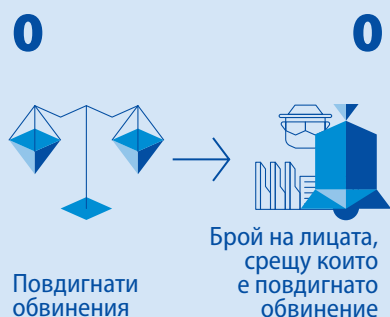 0
Повдигнати
обвинения
0
Брой на лицата,
срещу които
е повдигнато
обвинение